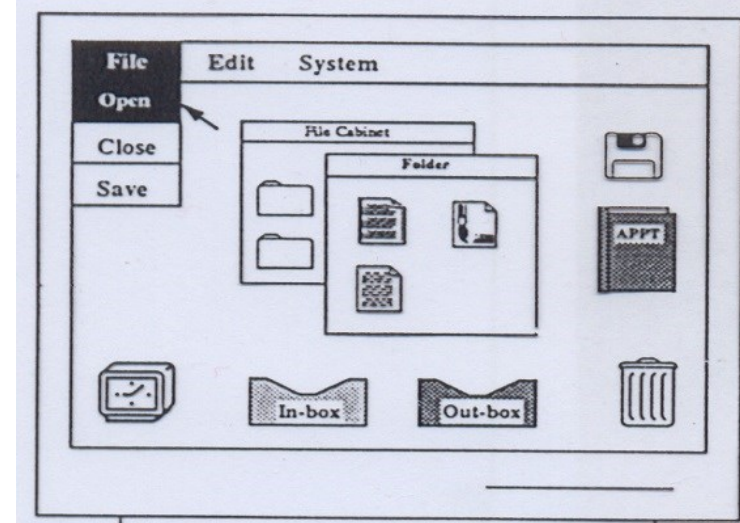 File Edit System
Open
Close
Save
File Cabinet
Folder
APPT
In-box
Out-box